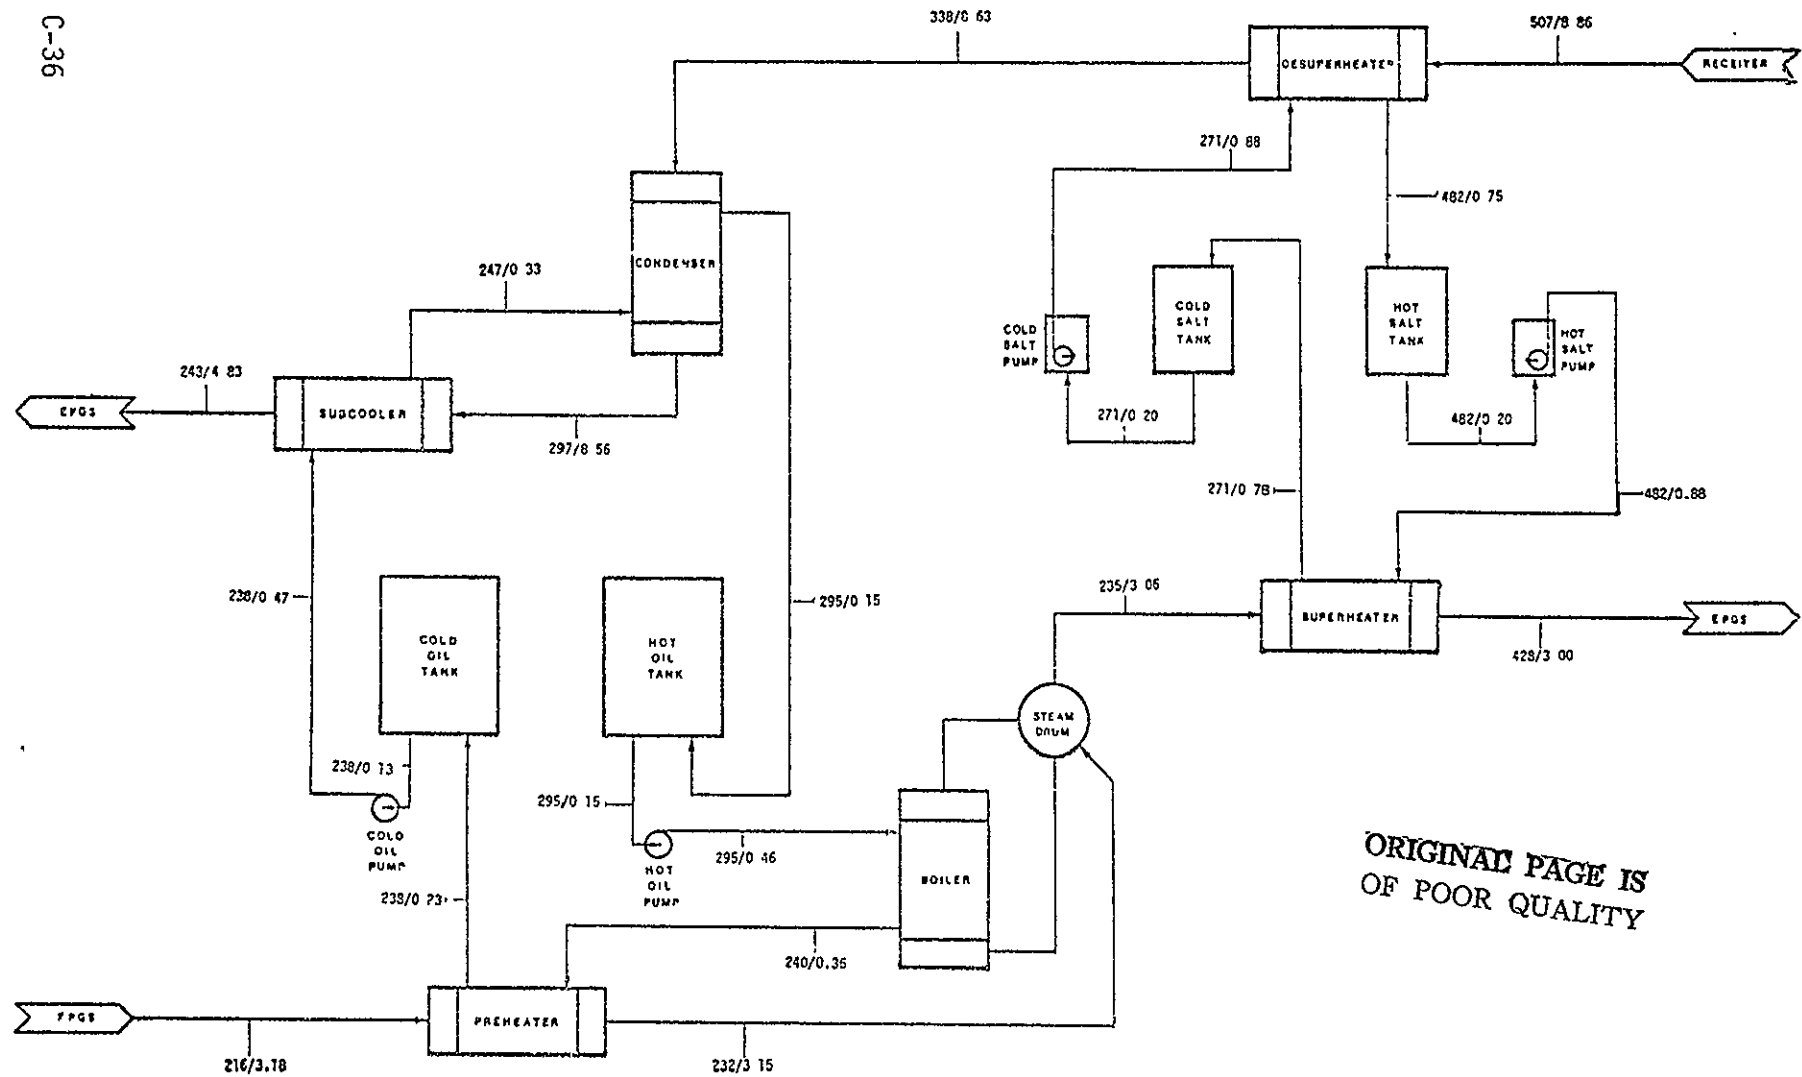 C-36
338/8 63
507/8 86
DESUPERHEATER
RECEIVER
271/0 88
482/0 75
CONDENSER
247/0 33
COLD
SALT
TANK
HOT
SALT
TANK
COLD
SALT
PUMP
HOT
SALT
PUMP
243/4 83
EPGS
SUBCOOLER
297/8 56
271/0 20
482/0 20
271/0 78
482/0.88
238/0 47
295/0 15
235/3 05
COLD
OIL
TANK
HOT
OIL
TANK
SUPERHEATER
EPGS
428/3 00
STEAM
DRUM
238/0 13
295/0 15
COLD
OIL
PUMP
295/0 46
HOT
OIL
PUMP
BOILER
238/0 23
240/0.35
ORIGINAL PAGE IS
OF POOR QUALITY
EPGS
PREHEATER
216/3.18
232/3 15